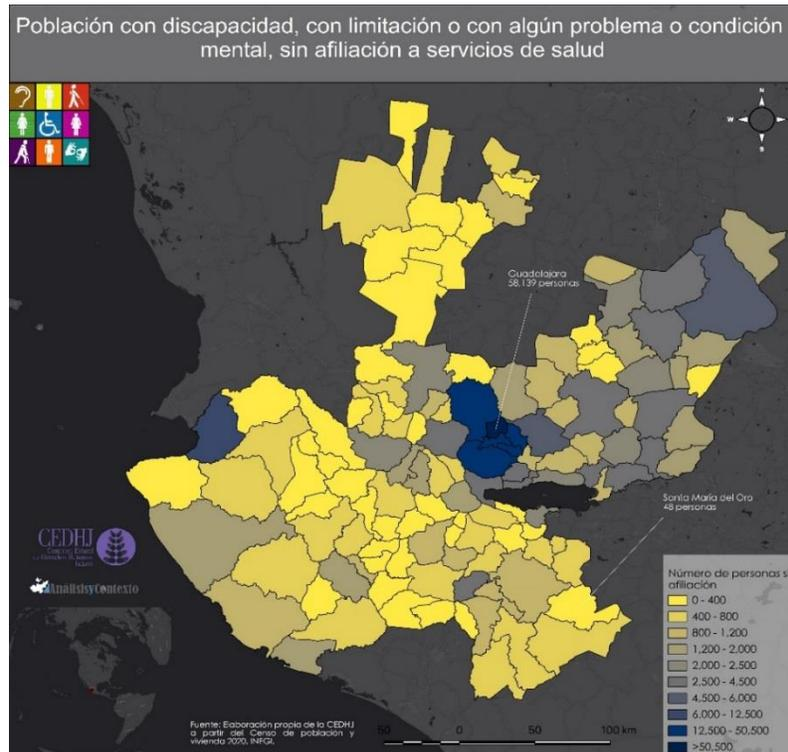 Población con discapacidad, con limitación o con algún problema o condición
mental, sin afiliación a servicios de salud
N
W
S
Guadalajara
58,139 personas
Santa María del Oro
48 personas
CEDHJ
AnálisisyContexto
Número de personas s
afiliación
0 - 400
400 - 800
800 - 1,200
1,200 - 2,000
2,000 - 2,500
2,500 - 4,500
4,500 - 6,000
6,000 - 12,500
12,500 - 50,500
>50,500
Fuente: Elaboración propia de la CEDHJ
a partir del Censo de población y
vivienda 2020, INEGI.
50 0 50 100 km